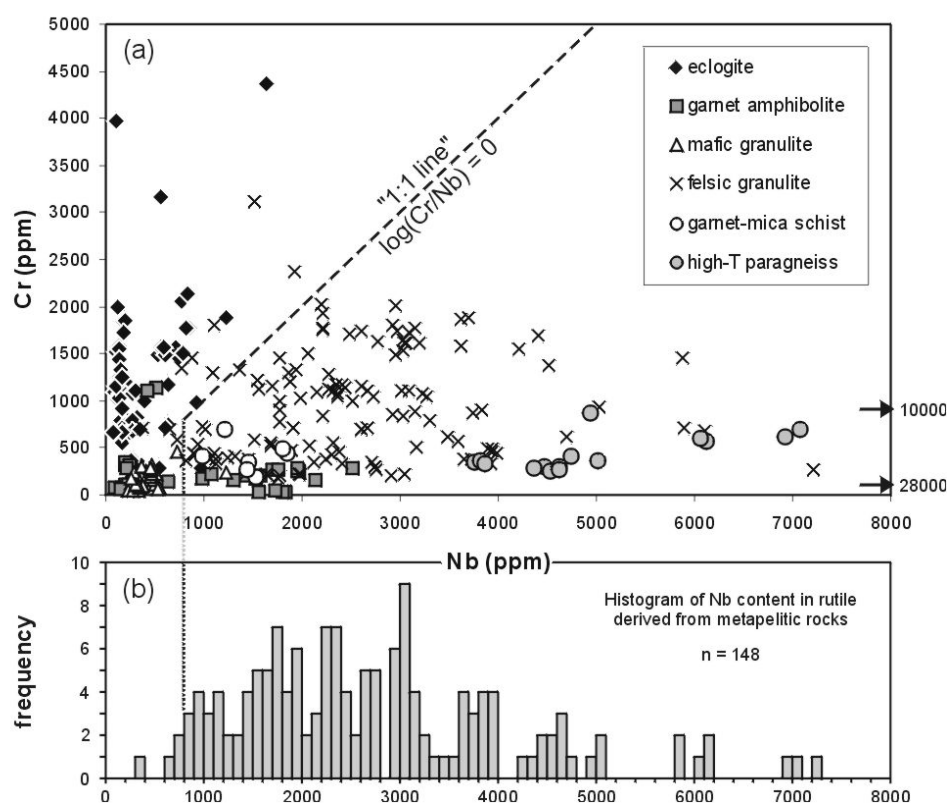 (a)
5000
4500
4000
3500
3000
2500
2000
1500
1000
500
0
Cr (ppm)
"1:1 line"
log(Cr/Nb) = 0
eclogite
garnet amphibolite
mafic granulite
felsic granulite
garnet-mica schist
high-T paragneiss
10000
28000
0 1000 2000 3000 4000 5000 6000 7000 8000
Nb (ppm)
(b)
10
8
6
4
2
0
frequency
Histogram of Nb content in rutile
derived from metapelitic rocks
n = 148
0 1000 2000 3000 4000 5000 6000 7000 8000